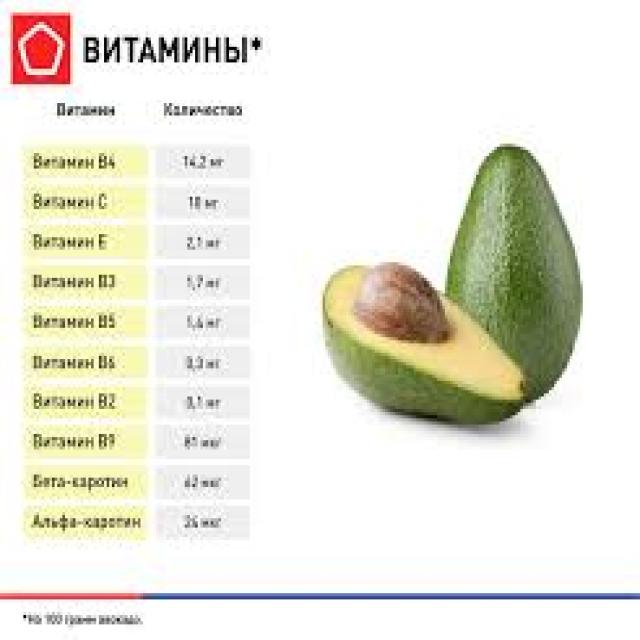 ВИТАМИНЫ*
Витамин Количество
Витамин B4 14,2 мг
Витамин C 10 мг
Витамин E 2,1 мг
Витамин B3 1,7 мг
Витамин B5 1,4 мг
Витамин B6 0,3 мг
Витамин B2 0,1 мг
Витамин B9 81 мкг
Бета-каротин 62 мкг
Альфа-каротин 24 мкг
*На 100 грамм авокадо.